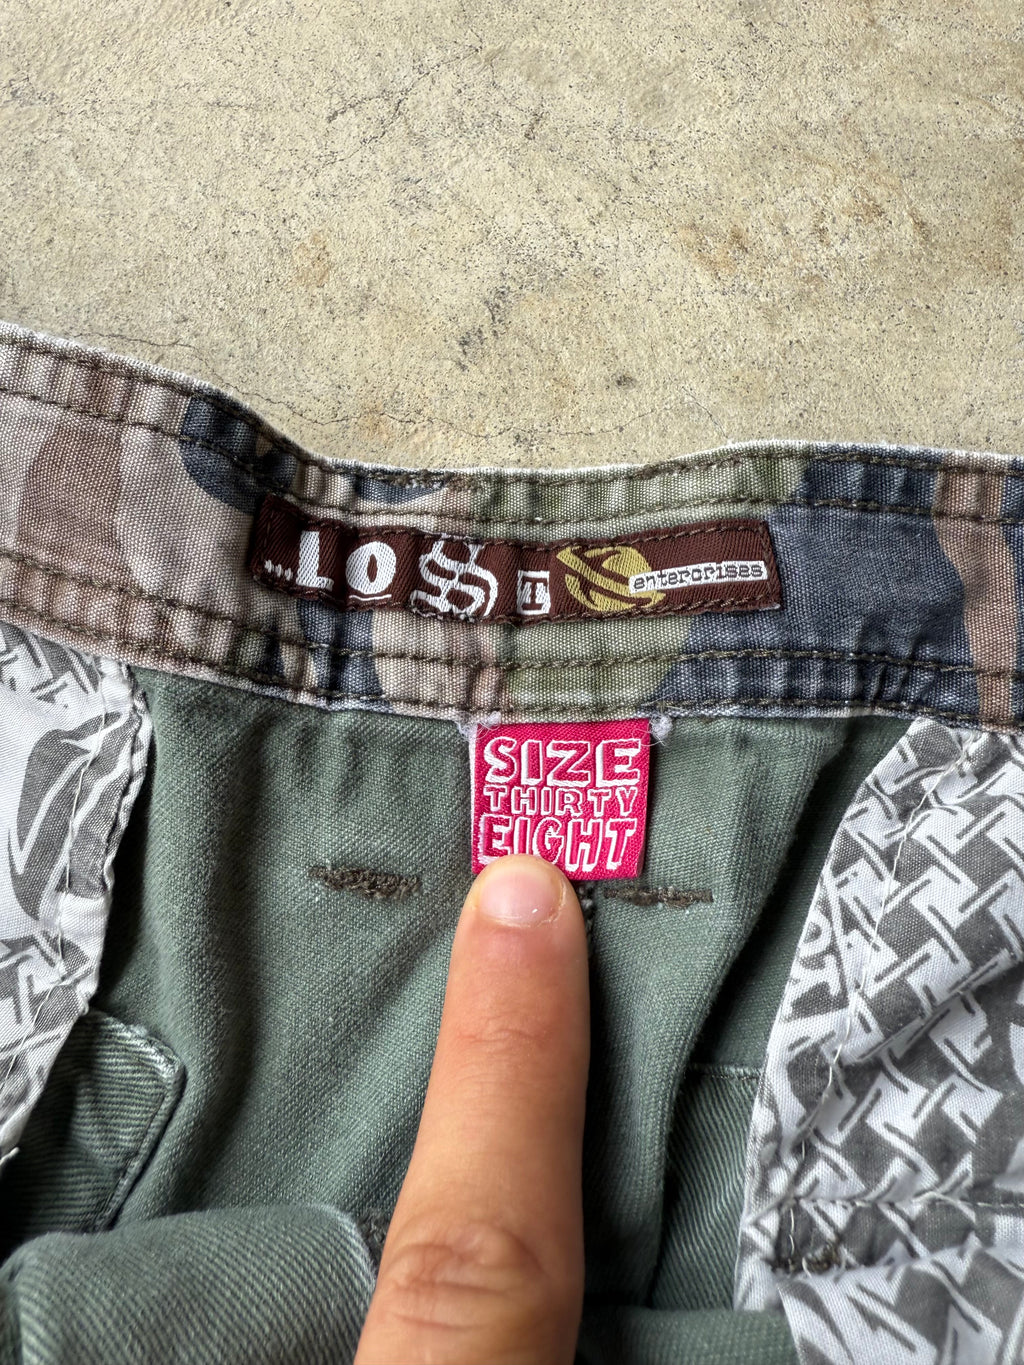 ...LOST enterprises
SIZE
THIRTY
EIGHT